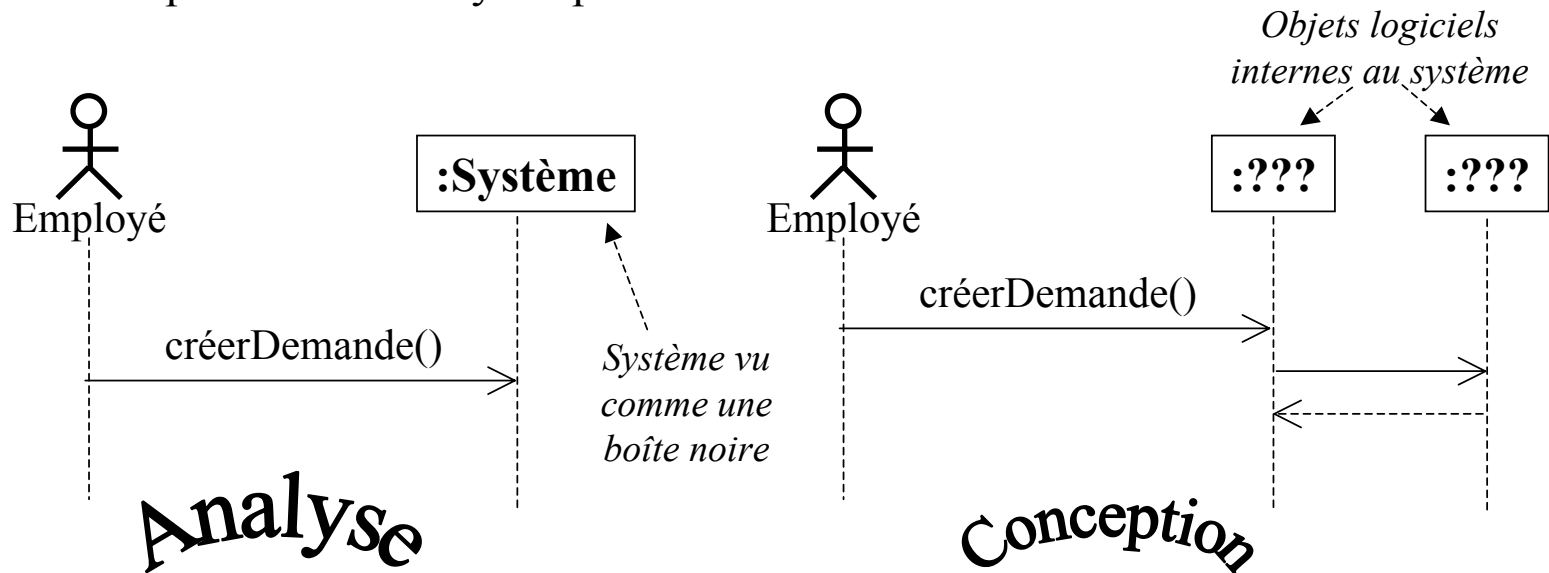 Objets logiciels
internes au système
:Système
Employé
créerDemande()
Système vu
comme une
boîte noire
Analyse
:???
:???
Employé
créerDemande()
Conception